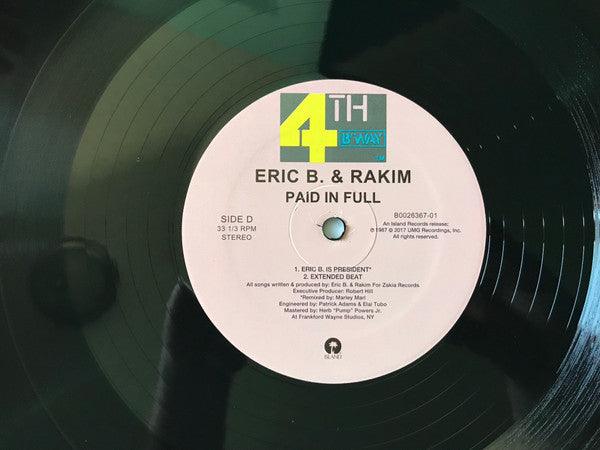 4TH
B'WAY
TM
ERIC B. & RAKIM
PAID IN FULL
SIDE D
33 1/3 RPM
STEREO
B0026367-01
An Island Records release;
℗ 1987 © 2017 UMG Recordings, Inc.
All rights reserved.
1. ERIC B. IS PRESIDENT*
2. EXTENDED BEAT
All songs written & produced by: Eric B. & Rakim For Zakia Records.
Executive Producer: Robert Hill
*Remixed by: Marley Marl
Engineered by: Patrick Adams & Elai Tubo
Mastered by: Herb "Pump" Powers Jr.
At Frankford Wayne Studios, NY
ISLAND